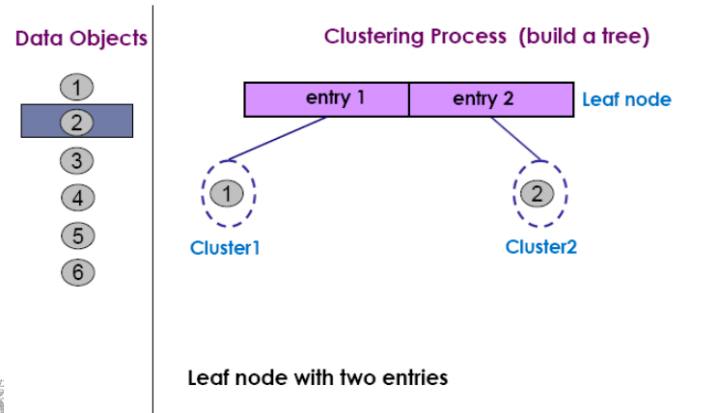 Data Objects
Clustering Process (build a tree)
1
2
3
4
5
6
entry 1
entry 2
Leaf node
1
2
Cluster1
Cluster2
Leaf node with two entries